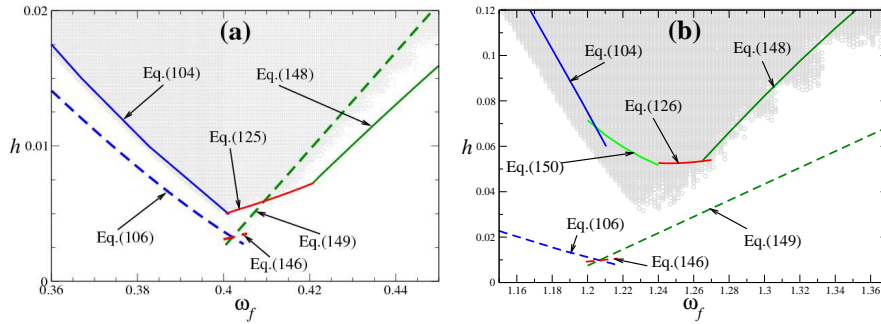 (a)
0.02
0.01
0
h
Eq.(104)
Eq.(148)
Eq.(125)
Eq.(106)
Eq.(149)
Eq.(146)
0.36
0.38
0.4
0.42
0.44
ω_f
(b)
0.12
0.1
0.08
0.06
0.04
0.02
0
h
Eq.(104)
Eq.(148)
Eq.(126)
Eq.(150)
Eq.(106)
Eq.(149)
Eq.(146)
1.16
1.18
1.2
1.22
1.24
1.26
1.28
1.3
1.32
1.34
1.36
ω_f